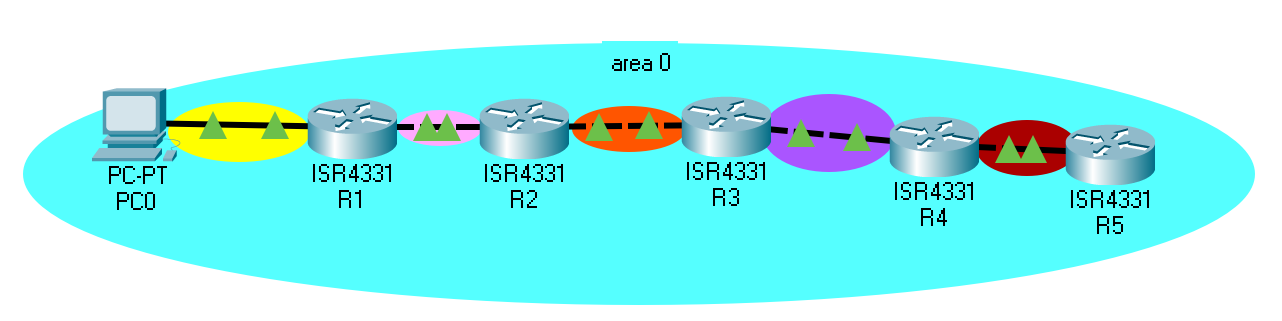 area 0
PC-PT
PC0
ISR4331
R1
ISR4331
R2
ISR4331
R3
ISR4331
R4
ISR4331
R5